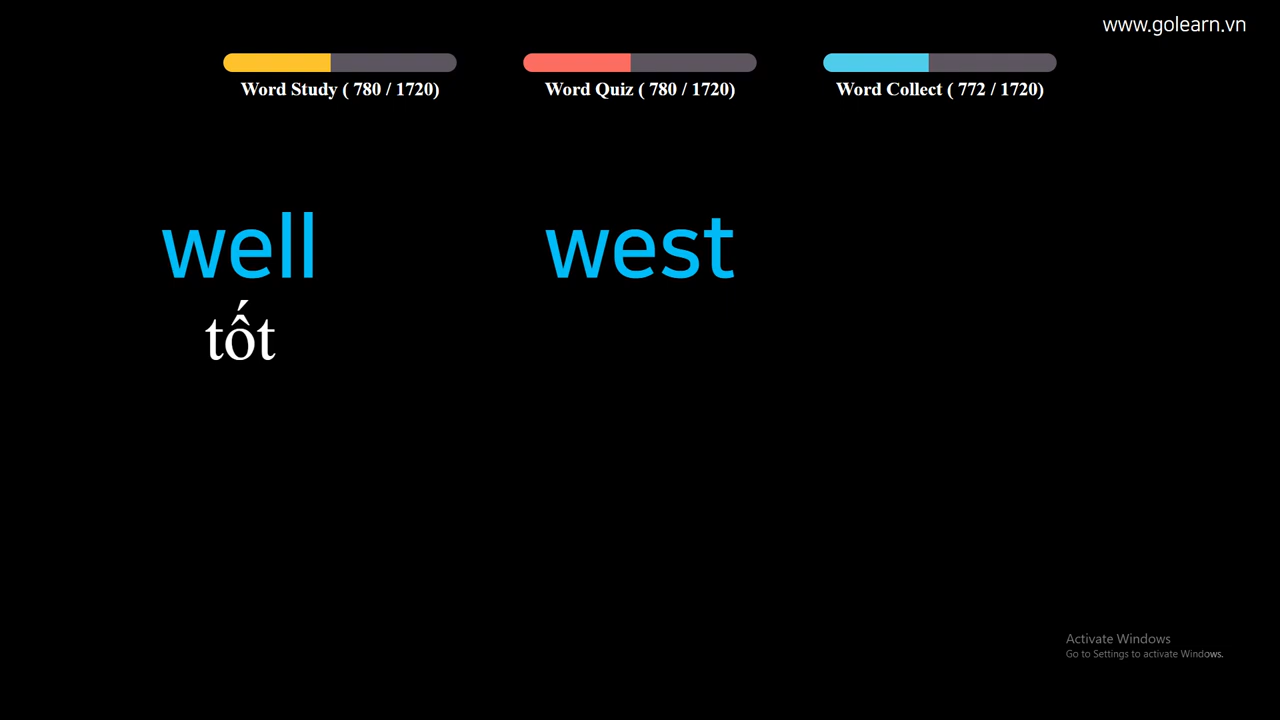 www.golearn.vn
Word Study ( 780 / 1720)
Word Quiz ( 780 / 1720)
Word Collect ( 772 / 1720)
well
west
tốt
Activate Windows
Go to Settings to activate Windows.